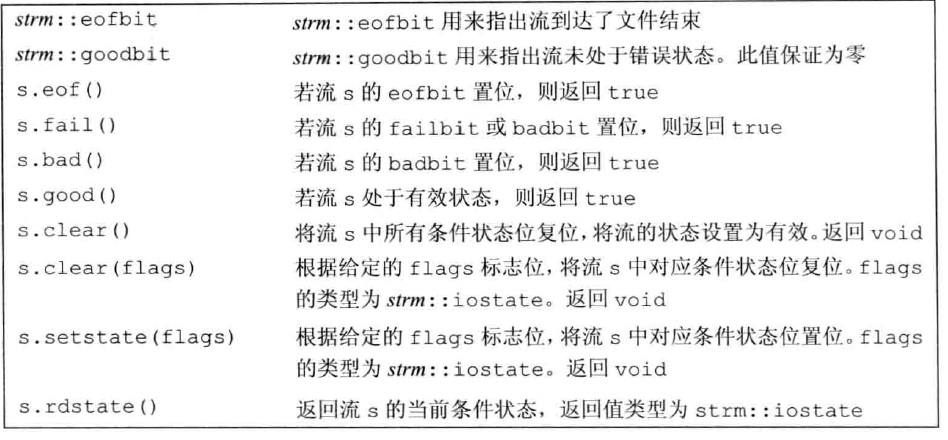 strm::eofbit strm::eofbit 用来指出流到达了文件结束
strm::goodbit strm::goodbit 用来指出流未处于错误状态。此值保证为零
s.eof() 若流 s 的 eofbit 置位，则返回 true
s.fail() 若流 s 的 failbit 或 badbit 置位，则返回 true
s.bad() 若流 s 的 badbit 置位，则返回 true
s.good() 若流 s 处于有效状态，则返回 true
s.clear() 将流 s 中所有条件状态位复位，将流的状态设置为有效。返回 void
s.clear(flags) 根据给定的 flags 标志位，将流 s 中对应条件状态位复位。flags
的类型为 strm::iostate。返回 void
s.setstate(flags) 根据给定的 flags 标志位，将流 s 中对应条件状态位置位。flags
的类型为 strm::iostate。返回 void
s.rdstate() 返回流 s 的当前条件状态，返回值类型为 strm::iostate